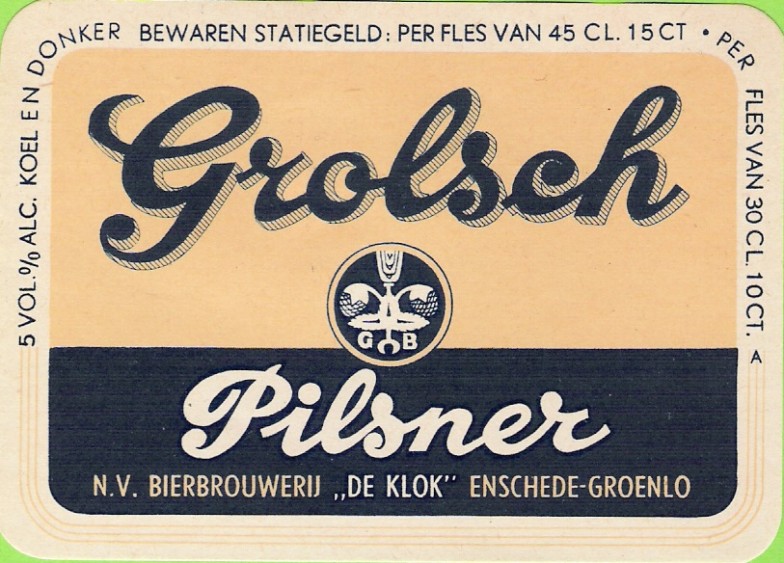 5 VOL.% ALC. KOEL EN DONKER BEWAREN STATIEGELD: PER FLES VAN 45 CL. 15 CT • PER FLES VAN 30 CL. 10 CT.
A
Grolsch
G B
Pilsner
N.V. BIERBROUWERIJ „DE KLOK” ENSCHEDE-GROENLO